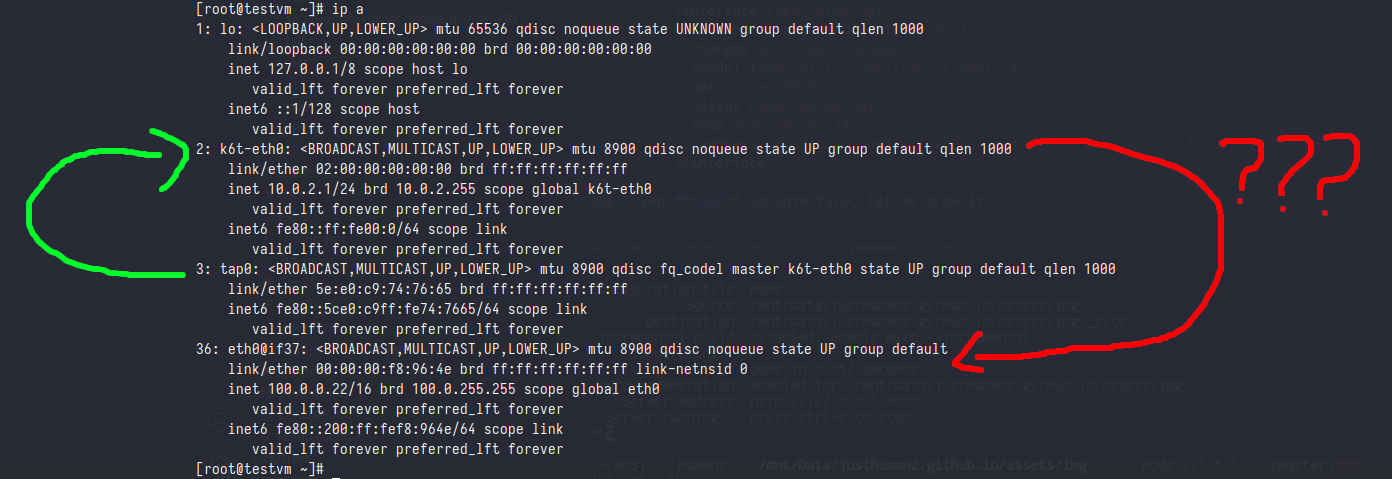 [root@testvm ~]# ip a
1: lo: <LOOPBACK,UP,LOWER_UP> mtu 65536 qdisc noqueue state UNKNOWN group default qlen 1000
link/loopback 00:00:00:00:00:00 brd 00:00:00:00:00:00
inet 127.0.0.1/8 scope host lo
valid_lft forever preferred_lft forever
inet6 ::1/128 scope host
valid_lft forever preferred_lft forever
2: k6t-eth0: <BROADCAST,MULTICAST,UP,LOWER_UP> mtu 8900 qdisc noqueue state UP group default qlen 1000
link/ether 02:00:00:00:00:00 brd ff:ff:ff:ff:ff:ff
inet 10.0.2.1/24 brd 10.0.2.255 scope global k6t-eth0
valid_lft forever preferred_lft forever
inet6 fe80::ff:fe00:0/64 scope link
valid_lft forever preferred_lft forever
3: tap0: <BROADCAST,MULTICAST,UP,LOWER_UP> mtu 8900 qdisc fq_codel master k6t-eth0 state UP group default qlen 1000
link/ether 5e:e0:c9:74:76:65 brd ff:ff:ff:ff:ff:ff
inet6 fe80::5ce0:c9ff:fe74:7665/64 scope link
valid_lft forever preferred_lft forever
36: eth0@if37: <BROADCAST,MULTICAST,UP,LOWER_UP> mtu 8900 qdisc noqueue state UP group default
link/ether 00:00:00:f8:96:4e brd ff:ff:ff:ff:ff:ff link-netnsid 0
inet 100.0.0.22/16 brd 100.0.255.255 scope global eth0
valid_lft forever preferred_lft forever
inet6 fe80::200:ff:fef8:964e/64 scope link
valid_lft forever preferred_lft forever
[root@testvm ~]#
???